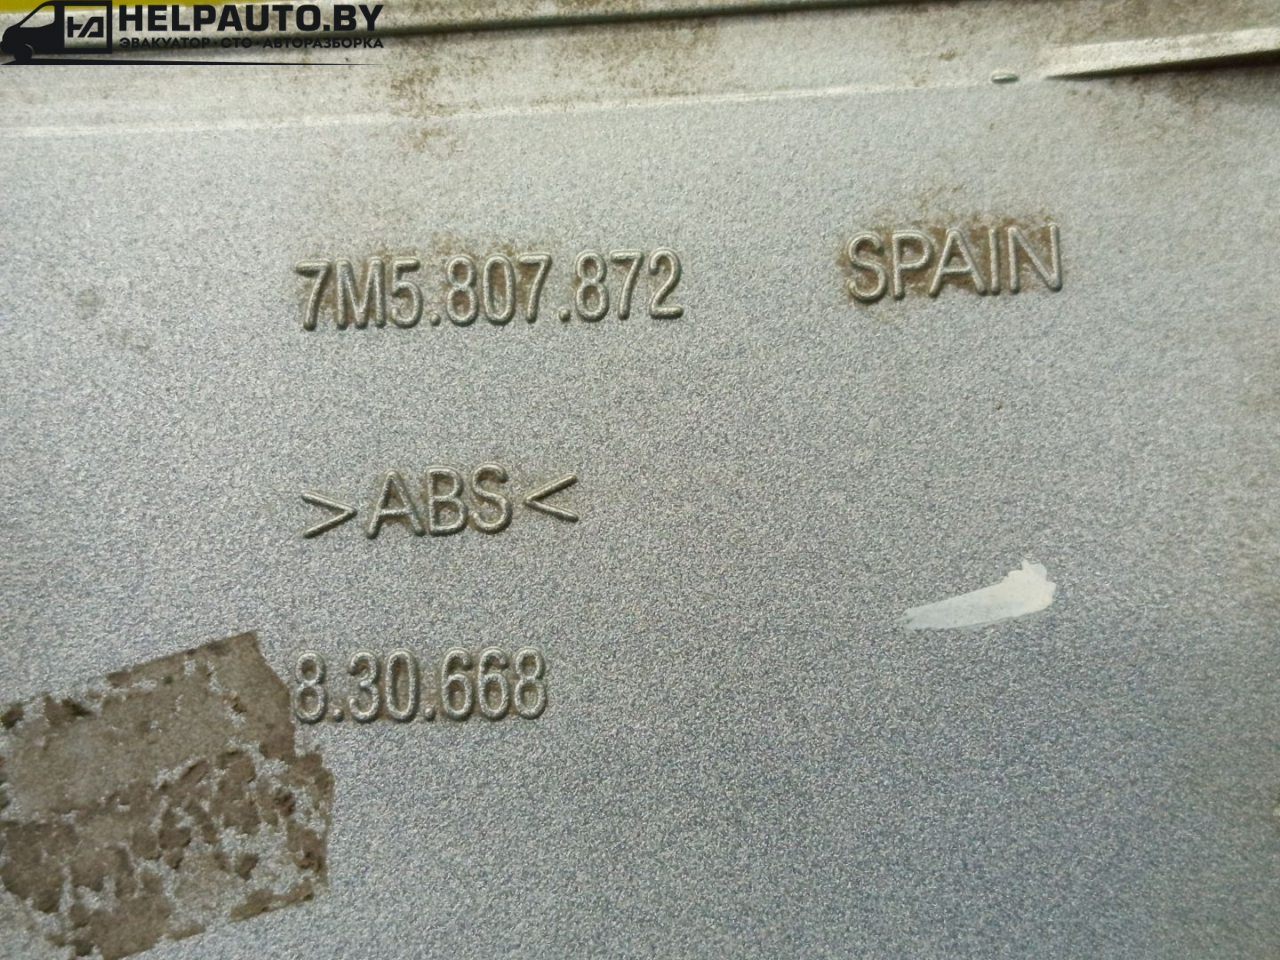 HELPAUTO.BY
ЭВАКУАТОР · СТО · АВТОРАЗБОРКА
7M5.807.872 SPAIN
>ABS<
8.30.668